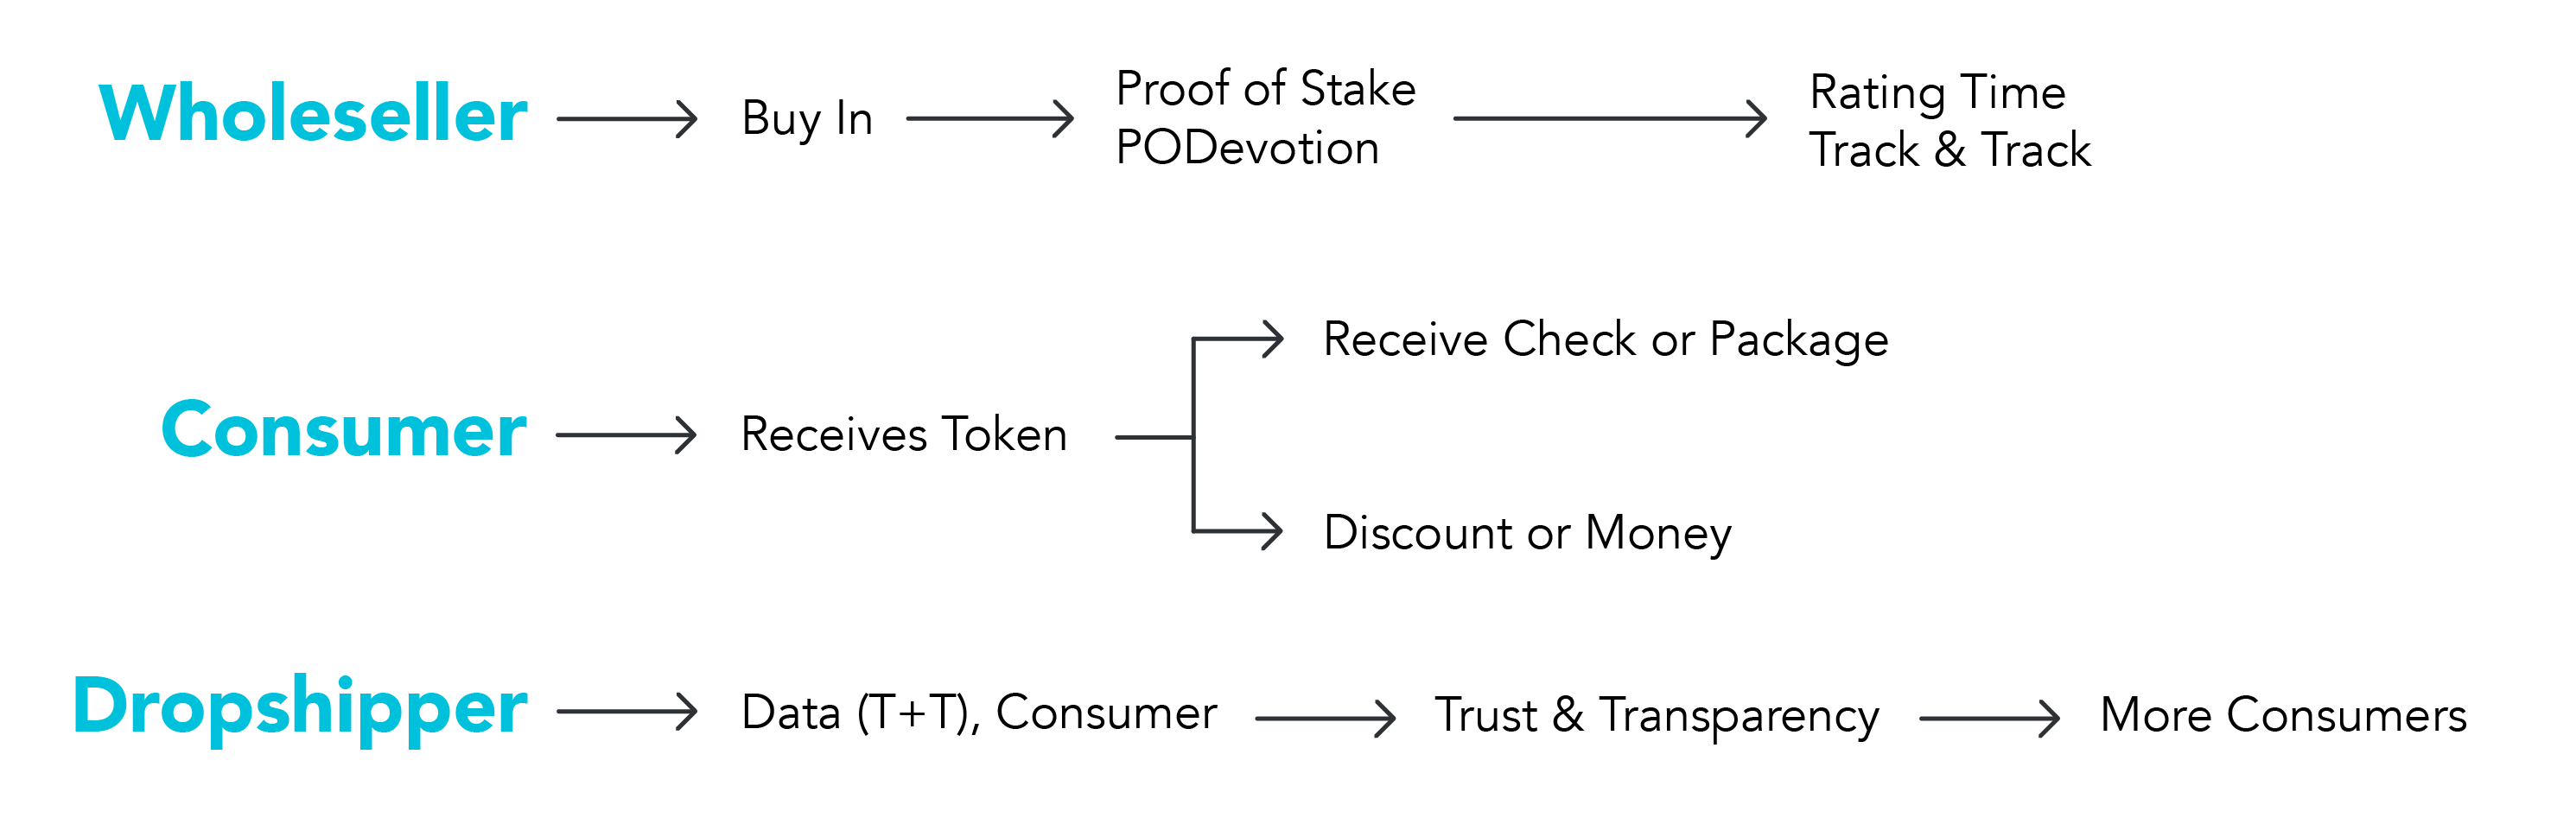 Wholeseller
Buy In
Proof of Stake
PODevotion
Rating Time
Track & Track
Consumer
Receives Token
Receive Check or Package
Discount or Money
Dropshipper
Data (T+T), Consumer
Trust & Transparency
More Consumers